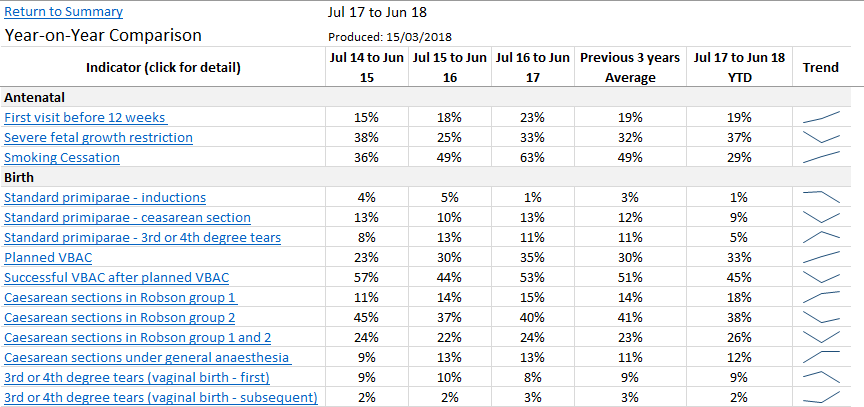 Return to Summary Jul 17 to Jun 18
Year-on-Year Comparison Produced: 15/03/2018
Indicator (click for detail) Jul 14 to Jun 15 Jul 15 to Jun 16 Jul 16 to Jun 17 Previous 3 years Average Jul 17 to Jun 18 YTD Trend
Antenatal
First visit before 12 weeks 15% 18% 23% 19% 19%
Severe fetal growth restriction 38% 25% 33% 32% 37%
Smoking Cessation 36% 49% 63% 49% 29%
Birth
Standard primiparae - inductions 4% 5% 1% 3% 1%
Standard primiparae - ceasarean section 13% 10% 13% 12% 9%
Standard primiparae - 3rd or 4th degree tears 8% 13% 11% 11% 5%
Planned VBAC 23% 30% 35% 30% 33%
Successful VBAC after planned VBAC 57% 44% 53% 51% 45%
Caesarean sections in Robson group 1 11% 14% 15% 14% 18%
Caesarean sections in Robson group 2 45% 37% 40% 41% 38%
Caesarean sections in Robson group 1 and 2 24% 22% 24% 23% 26%
Caesarean sections under general anaesthesia 9% 13% 13% 11% 12%
3rd or 4th degree tears (vaginal birth - first) 9% 10% 8% 9% 9%
3rd or 4th degree tears (vaginal birth - subsequent) 2% 2% 3% 3% 2%